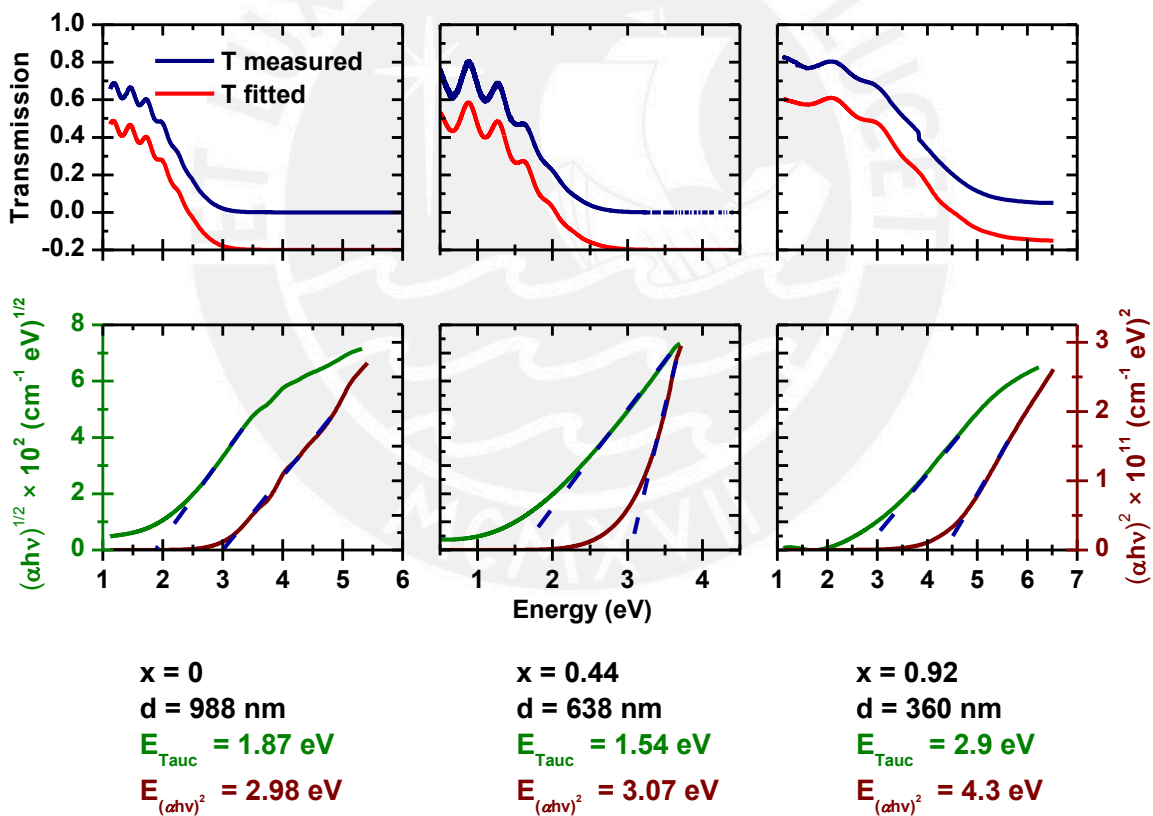 1.0
0.8
0.6
0.4
0.2
0.0
-0.2
Transmission
T measured
T fitted
8
6
4
2
0
(αhν)^1/2 × 10^2 (cm^-1 eV)^1/2
3
2
1
0
(αhν)^2 × 10^11 (cm^-1 eV)^2
1 2 3 4 5 6
1 2 3 4
1 2 3 4 5 6 7
Energy (eV)
x = 0
d = 988 nm
E_Tauc = 1.87 eV
E_(αhν)^2 = 2.98 eV
x = 0.44
d = 638 nm
E_Tauc = 1.54 eV
E_(αhν)^2 = 3.07 eV
x = 0.92
d = 360 nm
E_Tauc = 2.9 eV
E_(αhν)^2 = 4.3 eV